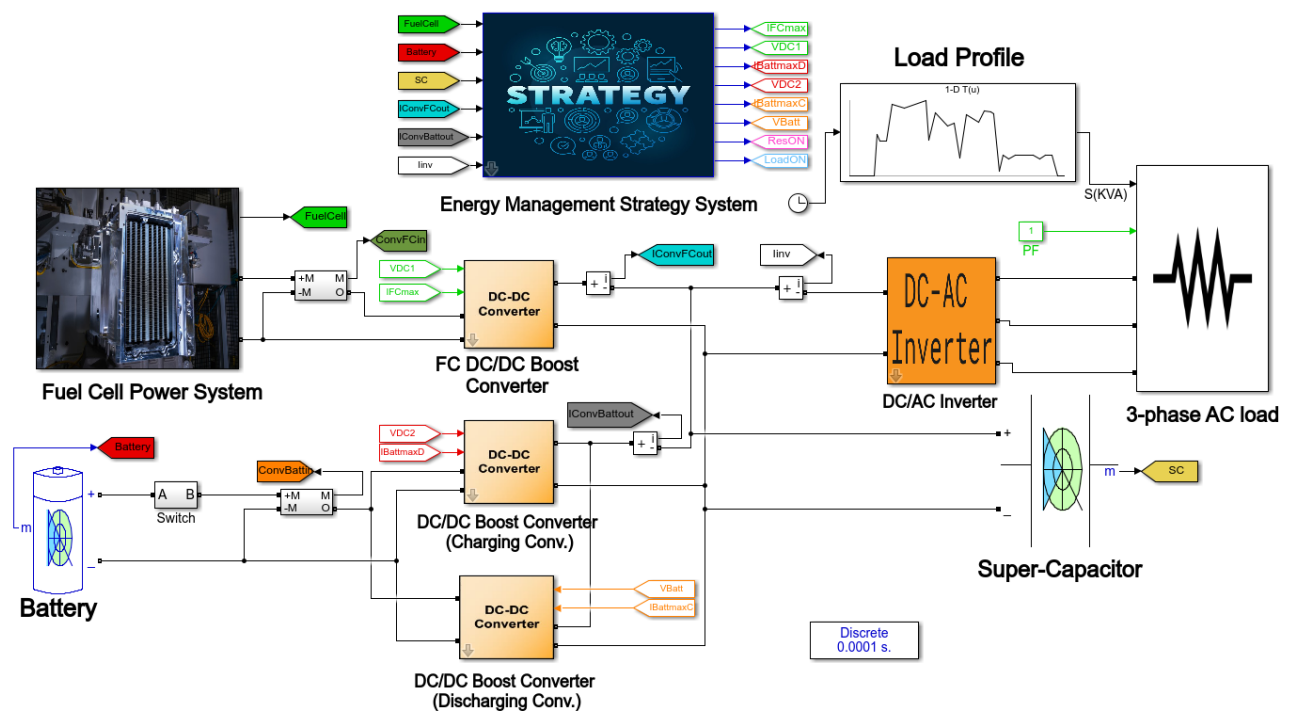 FuelCell
Battery
SC
IConvFCout
IConvBattout
Iinv
STRATEGY
IFCmax
VDC1
IBattmaxD
VDC2
IBattmaxC
VBatt
ResON
LoadON
Energy Management Strategy System
Load Profile
1-D T(u)
S(KVA)
1
PF
3-phase AC load
FuelCell
Fuel Cell Power System
ConvFCin
+M M
-M O
VDC1
IFCmax
DC-DC
Converter
FC DC/DC Boost
Converter
+ i
-
IConvFCout
Iinv
+ i
-
DC-AC
Inverter
DC/AC Inverter
Battery
+
m
_
Battery
A B
Switch
ConvBattin
+M M
-M O
VDC2
IBattmaxD
DC-DC
Converter
DC/DC Boost Converter
(Charging Conv.)
IConvBattout
+ i
-
+
_
m
SC
Super-Capacitor
DC-DC
Converter
VBatt
IBattmaxC
DC/DC Boost Converter
(Discharging Conv.)
Discrete
0.0001 s.